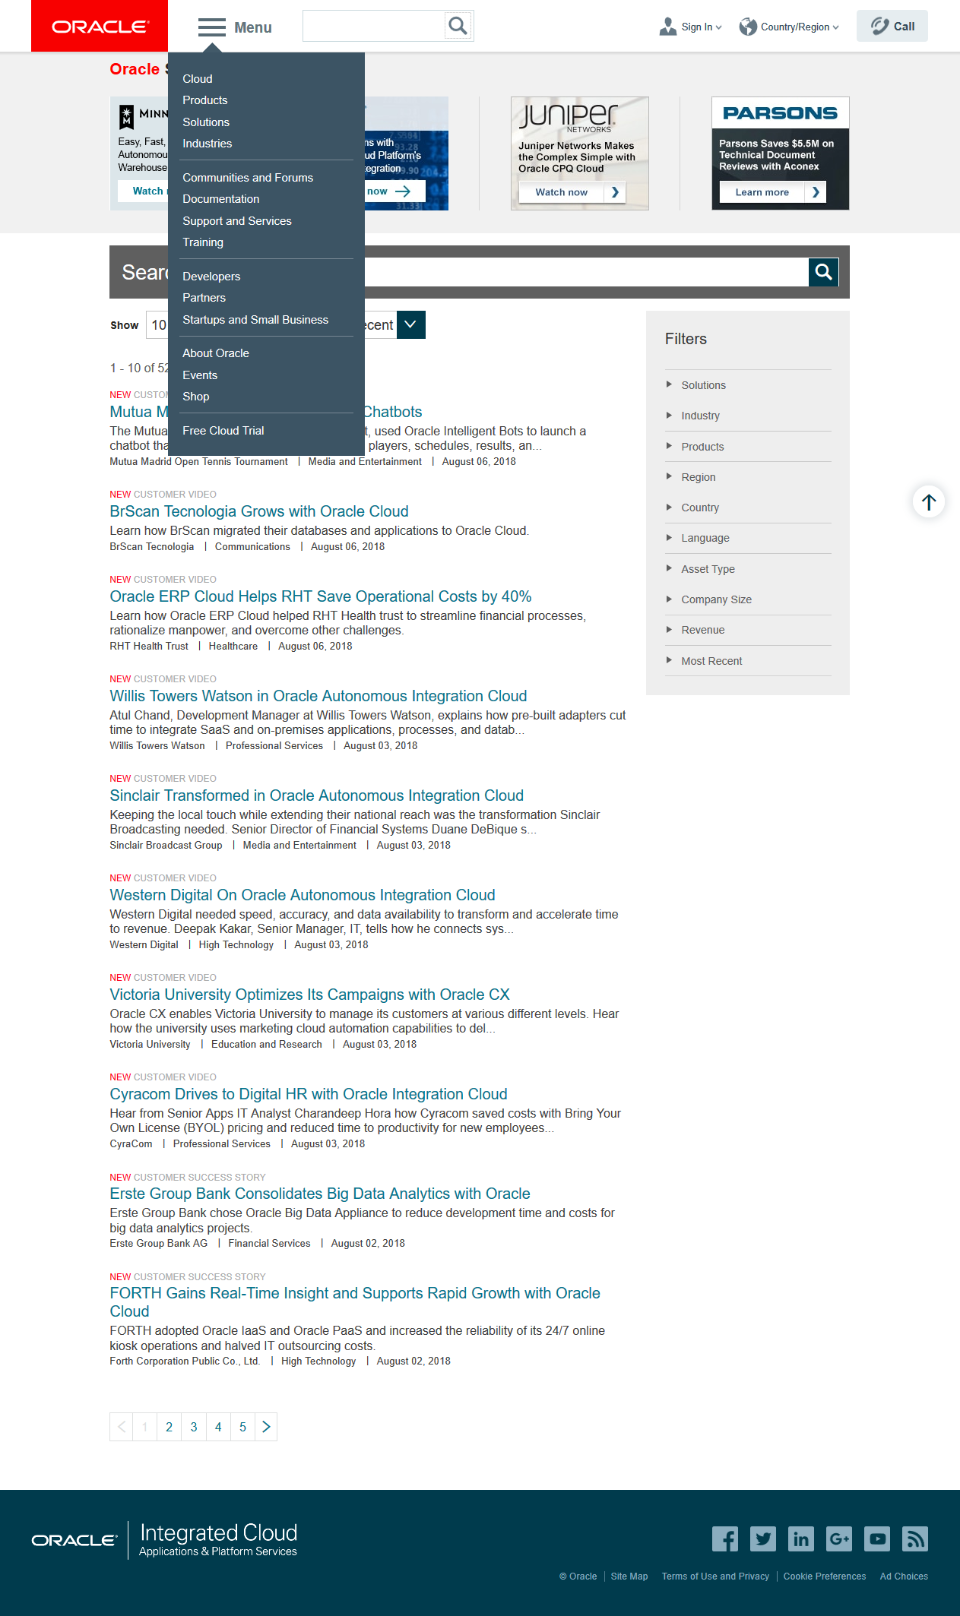 ORACLE
Menu
Sign In
Country/Region
Call
Cloud
Products
Solutions
Industries
Communities and Forums
Documentation
Support and Services
Training
Developers
Partners
Startups and Small Business
About Oracle
Events
Shop
Free Cloud Trial
Oracle
Easy, Fast,
Warehouse
Watch
ns with
ud Platform's
egration
now
JUNIPER
NETWORKS
Juniper Networks Makes
the Complex Simple with
Oracle CPQ Cloud
Watch now
PARSONS
Parsons Saves $5.5M on
Technical Document
Reviews with Aconex
Learn more
Show
10
1 - 10 of 52
Filters
Solutions
Industry
Products
Region
Country
Language
Asset Type
Company Size
Revenue
Most Recent
NEW
Mutua M Chatbots
The Mutua t, used Oracle Intelligent Bots to launch a
chatbot tha players, schedules, results, an...
Mutua Madrid Open Tennis Tournament | Media and Entertainment | August 06, 2018
NEW CUSTOMER VIDEO
BrScan Tecnologia Grows with Oracle Cloud
Learn how BrScan migrated their databases and applications to Oracle Cloud.
BrScan Tecnologia | Communications | August 06, 2018
NEW CUSTOMER VIDEO
Oracle ERP Cloud Helps RHT Save Operational Costs by 40%
Learn how Oracle ERP Cloud helped RHT Health trust to streamline financial processes,
rationalize manpower, and overcome other challenges.
RHT Health Trust | Healthcare | August 06, 2018
NEW CUSTOMER VIDEO
Willis Towers Watson in Oracle Autonomous Integration Cloud
Atul Chand, Development Manager at Willis Towers Watson, explains how pre-built adapters cut
time to integrate SaaS and on-premises applications, processes, and datab...
Willis Towers Watson | Professional Services | August 03, 2018
NEW CUSTOMER VIDEO
Sinclair Transformed in Oracle Autonomous Integration Cloud
Keeping the local touch while extending their national reach was the transformation Sinclair
Broadcasting needed. Senior Director of Financial Systems Duane DeBique s...
Sinclair Broadcast Group | Media and Entertainment | August 03, 2018
NEW CUSTOMER VIDEO
Western Digital On Oracle Autonomous Integration Cloud
Western Digital needed speed, accuracy, and data availability to transform and accelerate time
to revenue. Deepak Kakar, Senior Manager, IT, tells how he connects sys...
Western Digital | High Technology | August 03, 2018
NEW CUSTOMER VIDEO
Victoria University Optimizes Its Campaigns with Oracle CX
Oracle CX enables Victoria University to manage its customers at various different levels. Hear
how the university uses marketing cloud automation capabilities to del...
Victoria University | Education and Research | August 03, 2018
NEW CUSTOMER VIDEO
Cyracom Drives to Digital HR with Oracle Integration Cloud
Hear from Senior Apps IT Analyst Charandeep Hora how Cyracom saved costs with Bring Your
Own License (BYOL) pricing and reduced time to productivity for new employees...
CyraCom | Professional Services | August 03, 2018
NEW CUSTOMER SUCCESS STORY
Erste Group Bank Consolidates Big Data Analytics with Oracle
Erste Group Bank chose Oracle Big Data Appliance to reduce development time and costs for
big data analytics projects.
Erste Group Bank AG | Financial Services | August 02, 2018
NEW CUSTOMER SUCCESS STORY
FORTH Gains Real-Time Insight and Supports Rapid Growth with Oracle
Cloud
FORTH adopted Oracle IaaS and Oracle PaaS and increased the reliability of its 24/7 online
kiosk operations and halved IT outsourcing costs.
Forth Corporation Public Co., Ltd. | High Technology | August 02, 2018
1 2 3 4 5
ORACLE | Integrated Cloud
Applications & Platform Services
© Oracle | Site Map Terms of Use and Privacy | Cookie Preferences Ad Choices